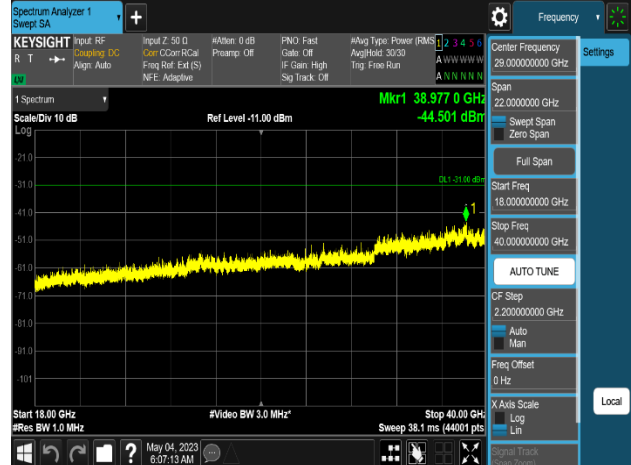 Spectrum Analyzer 1
Swept SA
+
Frequency
KEYSIGHT
R T
Input: RF
Coupling: DC
Align: Auto
Input Z: 50 Ω
Corr CCorr RCal
Freq Ref: Ext (S)
NFE: Adaptive
#Atten: 0 dB
Preamp: Off
PNO: Fast
Gate: Off
IF Gain: High
Sig Track: Off
#Avg Type: Power (RMS
Avg|Hold: 30/30
Trig: Free Run
1 2 3 4 5 6
A W W W W W
A N N N N N
1 Spectrum
Mkr1 38.977 0 GHz
-44.501 dBm
Scale/Div 10 dB
Ref Level -11.00 dBm
Log
-21.0
-31.0
-41.0
-51.0
-61.0
-71.0
-81.0
-91.0
-101
DL1 -31.00 dBm
1
Start 18.00 GHz
#Res BW 1.0 MHz
#Video BW 3.0 MHz*
Stop 40.00 GHz
Sweep 38.1 ms (44001 pts
?
May 04, 2023
6:07:13 AM
Center Frequency
29.000000000 GHz
Span
22.0000000 GHz
Swept Span
Zero Span
Full Span
Start Freq
18.000000000 GHz
Stop Freq
40.000000000 GHz
AUTO TUNE
CF Step
2.200000000 GHz
Auto
Man
Freq Offset
0 Hz
X Axis Scale
Log
Lin
Signal Track
(Span Zoom)
Settings
Local